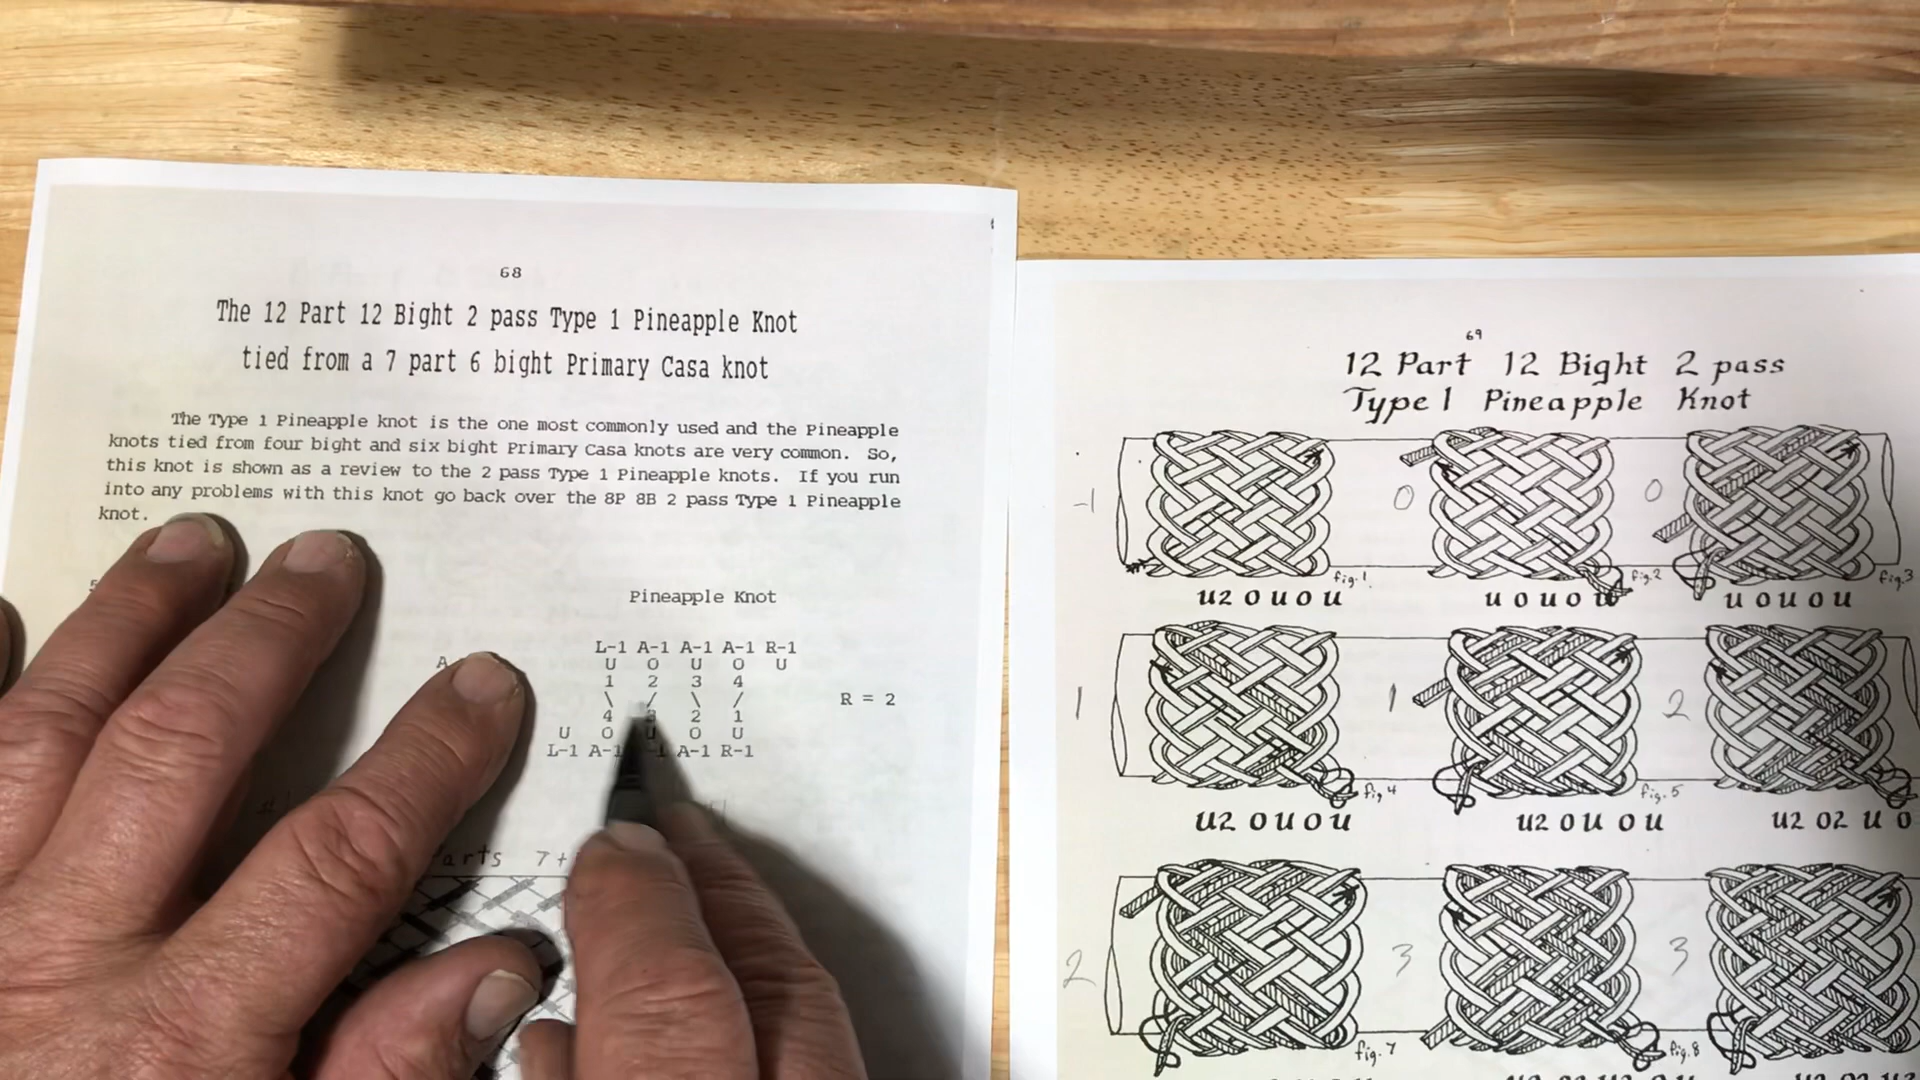 68
The 12 Part 12 Bight 2 pass Type 1 Pineapple Knot
tied from a 7 part 6 bight Primary Casa knot
The Type 1 Pineapple knot is the one most commonly used and the Pineapple
knots tied from four bight and six bight Primary Casa knots are very common. So,
this knot is shown as a review to the 2 pass Type 1 Pineapple knots. If you run
into any problems with this knot go back over the 8P 8B 2 pass Type 1 Pineapple
knot.
Pineapple Knot
L-1 A-1 A-1 A-1 R-1
U O U O U
1 2 3 4
\ / \ /
R = 2
4 3 2 1
U O U O U
L-1 A-1 -1 A-1 R-1
A
arts 7+
69
12 Part 12 Bight 2 pass
Type 1 Pineapple Knot
-1 0 0
fig.1 fig.2 fig.3
u2 o u o u
u o u o u
u o u o u
1 1 2
fig.4 fig.5
u2 o u o u
u2 o u o u
u2 o2 u o
2 3 3
fig.7 fig.8